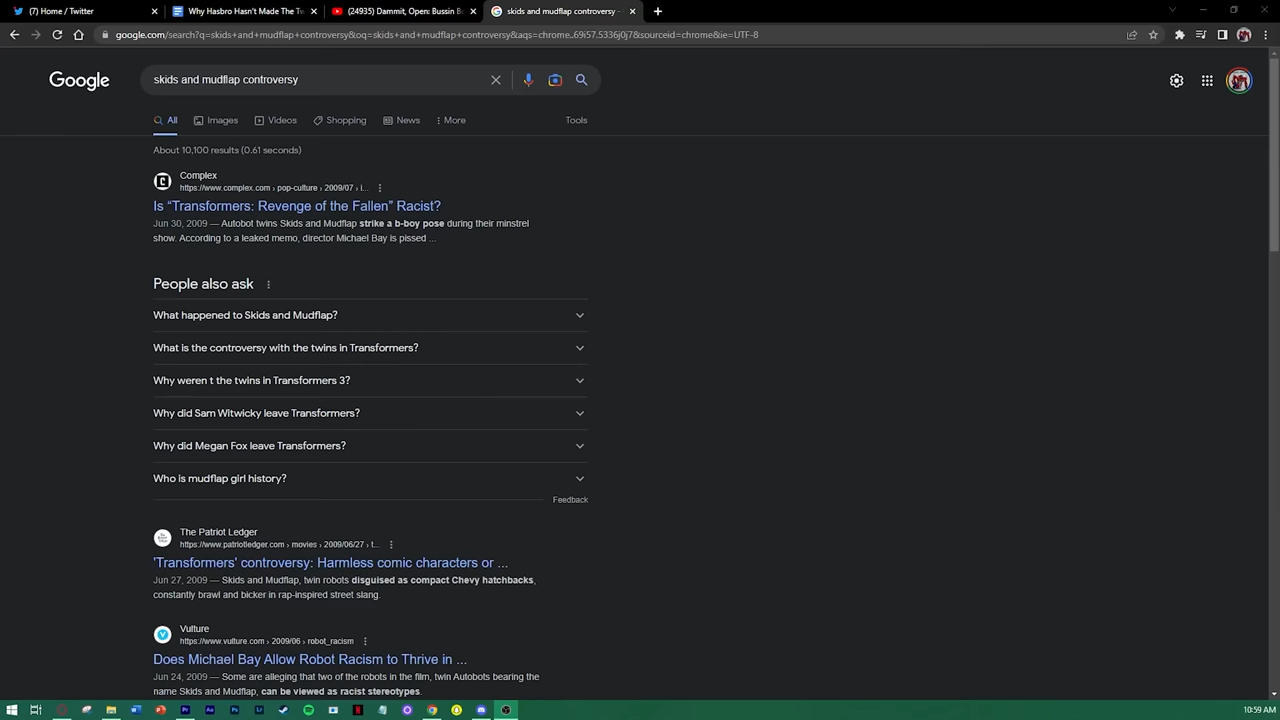 (7) Home / Twitter
Why Hasbro Hasn't Made The Tw
(24935) Dammit, Open: Bussin B
skids and mudflap controversy -
google.com/search?q=skids+and+mudflap+controversy&oq=skids+and+mudflap+controversy&aqs=chrome..69i57.5336j0j7&sourceid=chrome&ie=UTF-8
Google
skids and mudflap controversy
All
Images
Videos
Shopping
News
More
Tools
About 10,100 results (0.61 seconds)
Complex
https://www.complex.com › pop-culture › 2009/07 › i...
Is “Transformers: Revenge of the Fallen” Racist?
Jun 30, 2009 — Autobot twins Skids and Mudflap strike a b-boy pose during their minstrel
show. According to a leaked memo, director Michael Bay is pissed ...
People also ask
What happened to Skids and Mudflap?
What is the controversy with the twins in Transformers?
Why weren t the twins in Transformers 3?
Why did Sam Witwicky leave Transformers?
Why did Megan Fox leave Transformers?
Who is mudflap girl history?
Feedback
The Patriot Ledger
https://www.patriotledger.com › movies › 2009/06/27 › t...
'Transformers' controversy: Harmless comic characters or ...
Jun 27, 2009 — Skids and Mudflap, twin robots disguised as compact Chevy hatchbacks,
constantly brawl and bicker in rap-inspired street slang.
Vulture
https://www.vulture.com › 2009/06 › robot_racism
Does Michael Bay Allow Robot Racism to Thrive in ...
Jun 24, 2009 — Some are alleging that two of the robots in the film, twin Autobots bearing the
name Skids and Mudflap, can be viewed as racist stereotypes.
10:59 AM